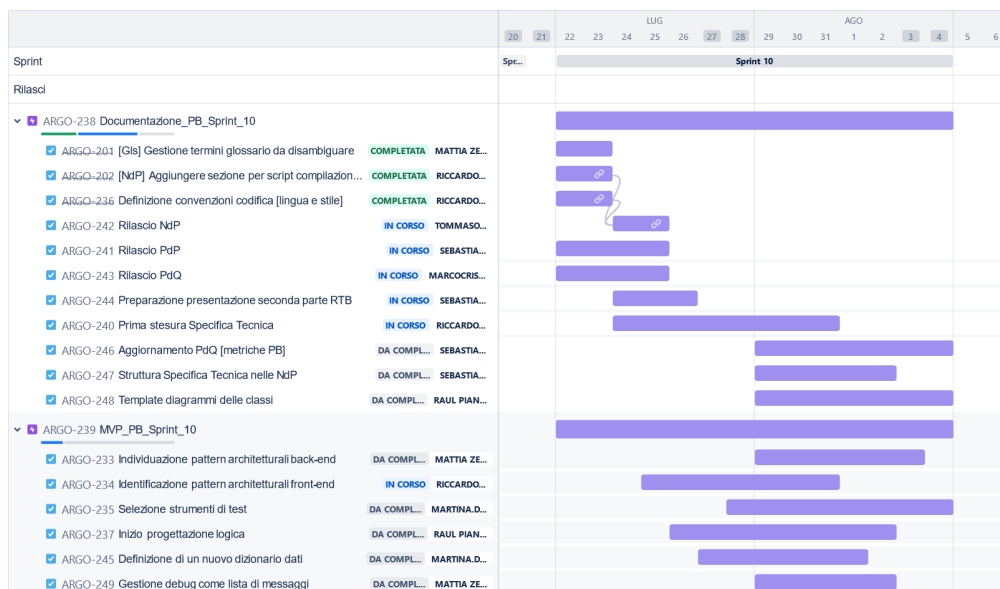 LUG AGO
20 21 22 23 24 25 26 27 28 29 30 31 1 2 3 4 5 6
Sprint Spr... Sprint 10
Rilasci
ARGO-238 Documentazione_PB_Sprint_10
ARGO-201 [Gls] Gestione termini glossario da disambiguare COMPLETATA MATTIA ZE...
ARGO-202 [NdP] Aggiungere sezione per script compilazion... COMPLETATA RICCARDO...
ARGO-236 Definizione convenzioni codifica [lingua e stile] COMPLETATA RICCARDO...
ARGO-242 Rilascio NdP IN CORSO TOMMASO...
ARGO-241 Rilascio PdP IN CORSO SEBASTIA...
ARGO-243 Rilascio PdQ IN CORSO MARCOCRIS...
ARGO-244 Preparazione presentazione seconda parte RTB IN CORSO SEBASTIA...
ARGO-240 Prima stesura Specifica Tecnica IN CORSO RICCARDO...
ARGO-246 Aggiornamento PdQ [metriche PB] DA COMPL... SEBASTIA...
ARGO-247 Struttura Specifica Tecnica nelle NdP DA COMPL... SEBASTIA...
ARGO-248 Template diagrammi delle classi DA COMPL... RAUL PIAN...
ARGO-239 MVP_PB_Sprint_10
ARGO-233 Individuazione pattern architetturali back-end DA COMPL... MATTIA ZE...
ARGO-234 Identificazione pattern architetturali front-end IN CORSO RICCARDO...
ARGO-235 Selezione strumenti di test DA COMPL... MARTINA.D...
ARGO-237 Inizio progettazione logica DA COMPL... RAUL PIAN...
ARGO-245 Definizione di un nuovo dizionario dati DA COMPL... MARTINA.D...
ARGO-249 Gestione debug come lista di messaggi DA COMPL... MATTIA ZE...